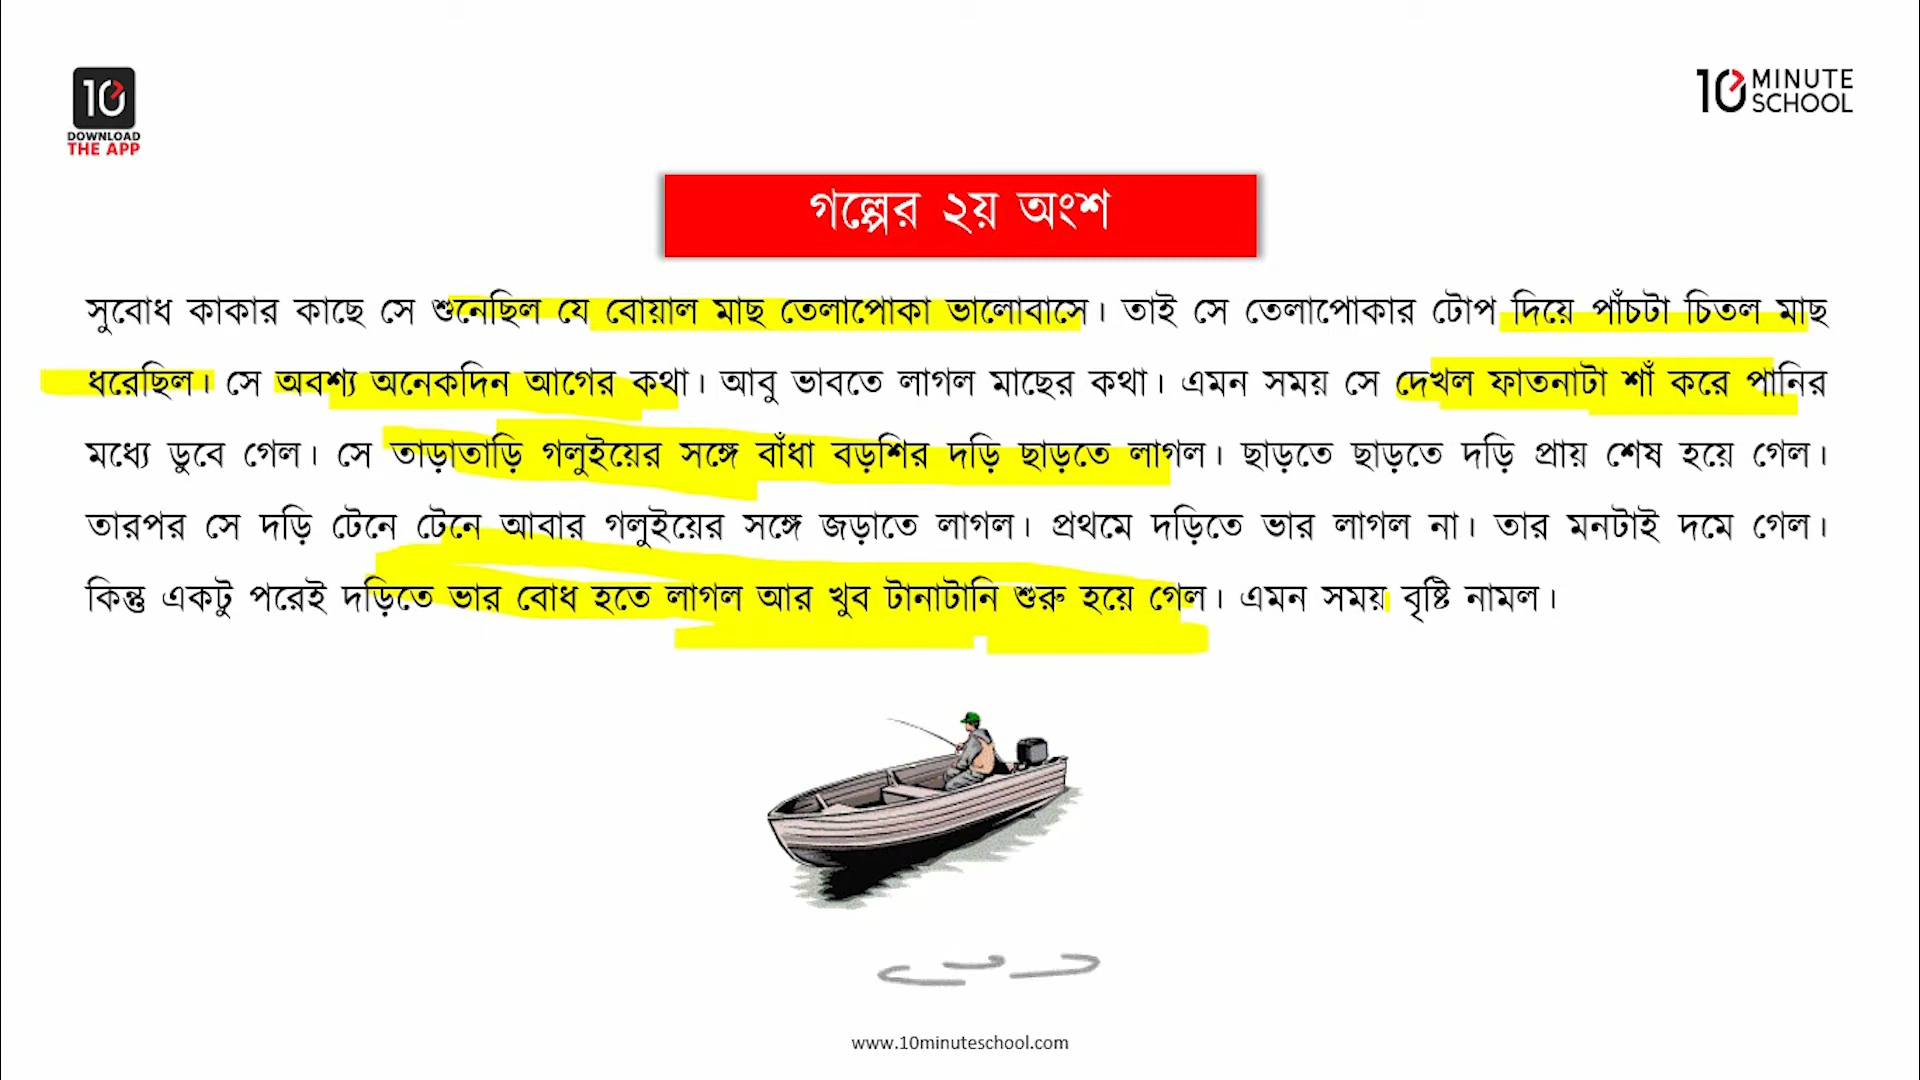 10
DOWNLOAD
THE APP
10 MINUTE
SCHOOL
গল্পের ২য় অংশ
সুবোধ কাকার কাছে সে শুনেছিল যে বোয়াল মাছ তেলাপোকা ভালোবাসে। তাই সে তেলাপোকার টোপ দিয়ে পাঁচটা চিতল মাছ
ধরেছিল। সে অবশ্য অনেকদিন আগের কথা। আবু ভাবতে লাগল মাছের কথা। এমন সময় সে দেখল ফাতনাটা শাঁ করে পানির
মধ্যে ডুবে গেল। সে তাড়াতাড়ি গলুইয়ের সঙ্গে বাঁধা বড়শির দড়ি ছাড়তে লাগল। ছাড়তে ছাড়তে দড়ি প্রায় শেষ হয়ে গেল।
তারপর সে দড়ি টেনে টেনে আবার গলুইয়ের সঙ্গে জড়াতে লাগল। প্রথমে দড়িতে ভার লাগল না। তার মনটাই দমে গেল।
কিন্তু একটু পরেই দড়িতে ভার বোধ হতে লাগল আর খুব টানাটানি শুরু হয়ে গেল। এমন সময় বৃষ্টি নামল।
www.10minuteschool.com